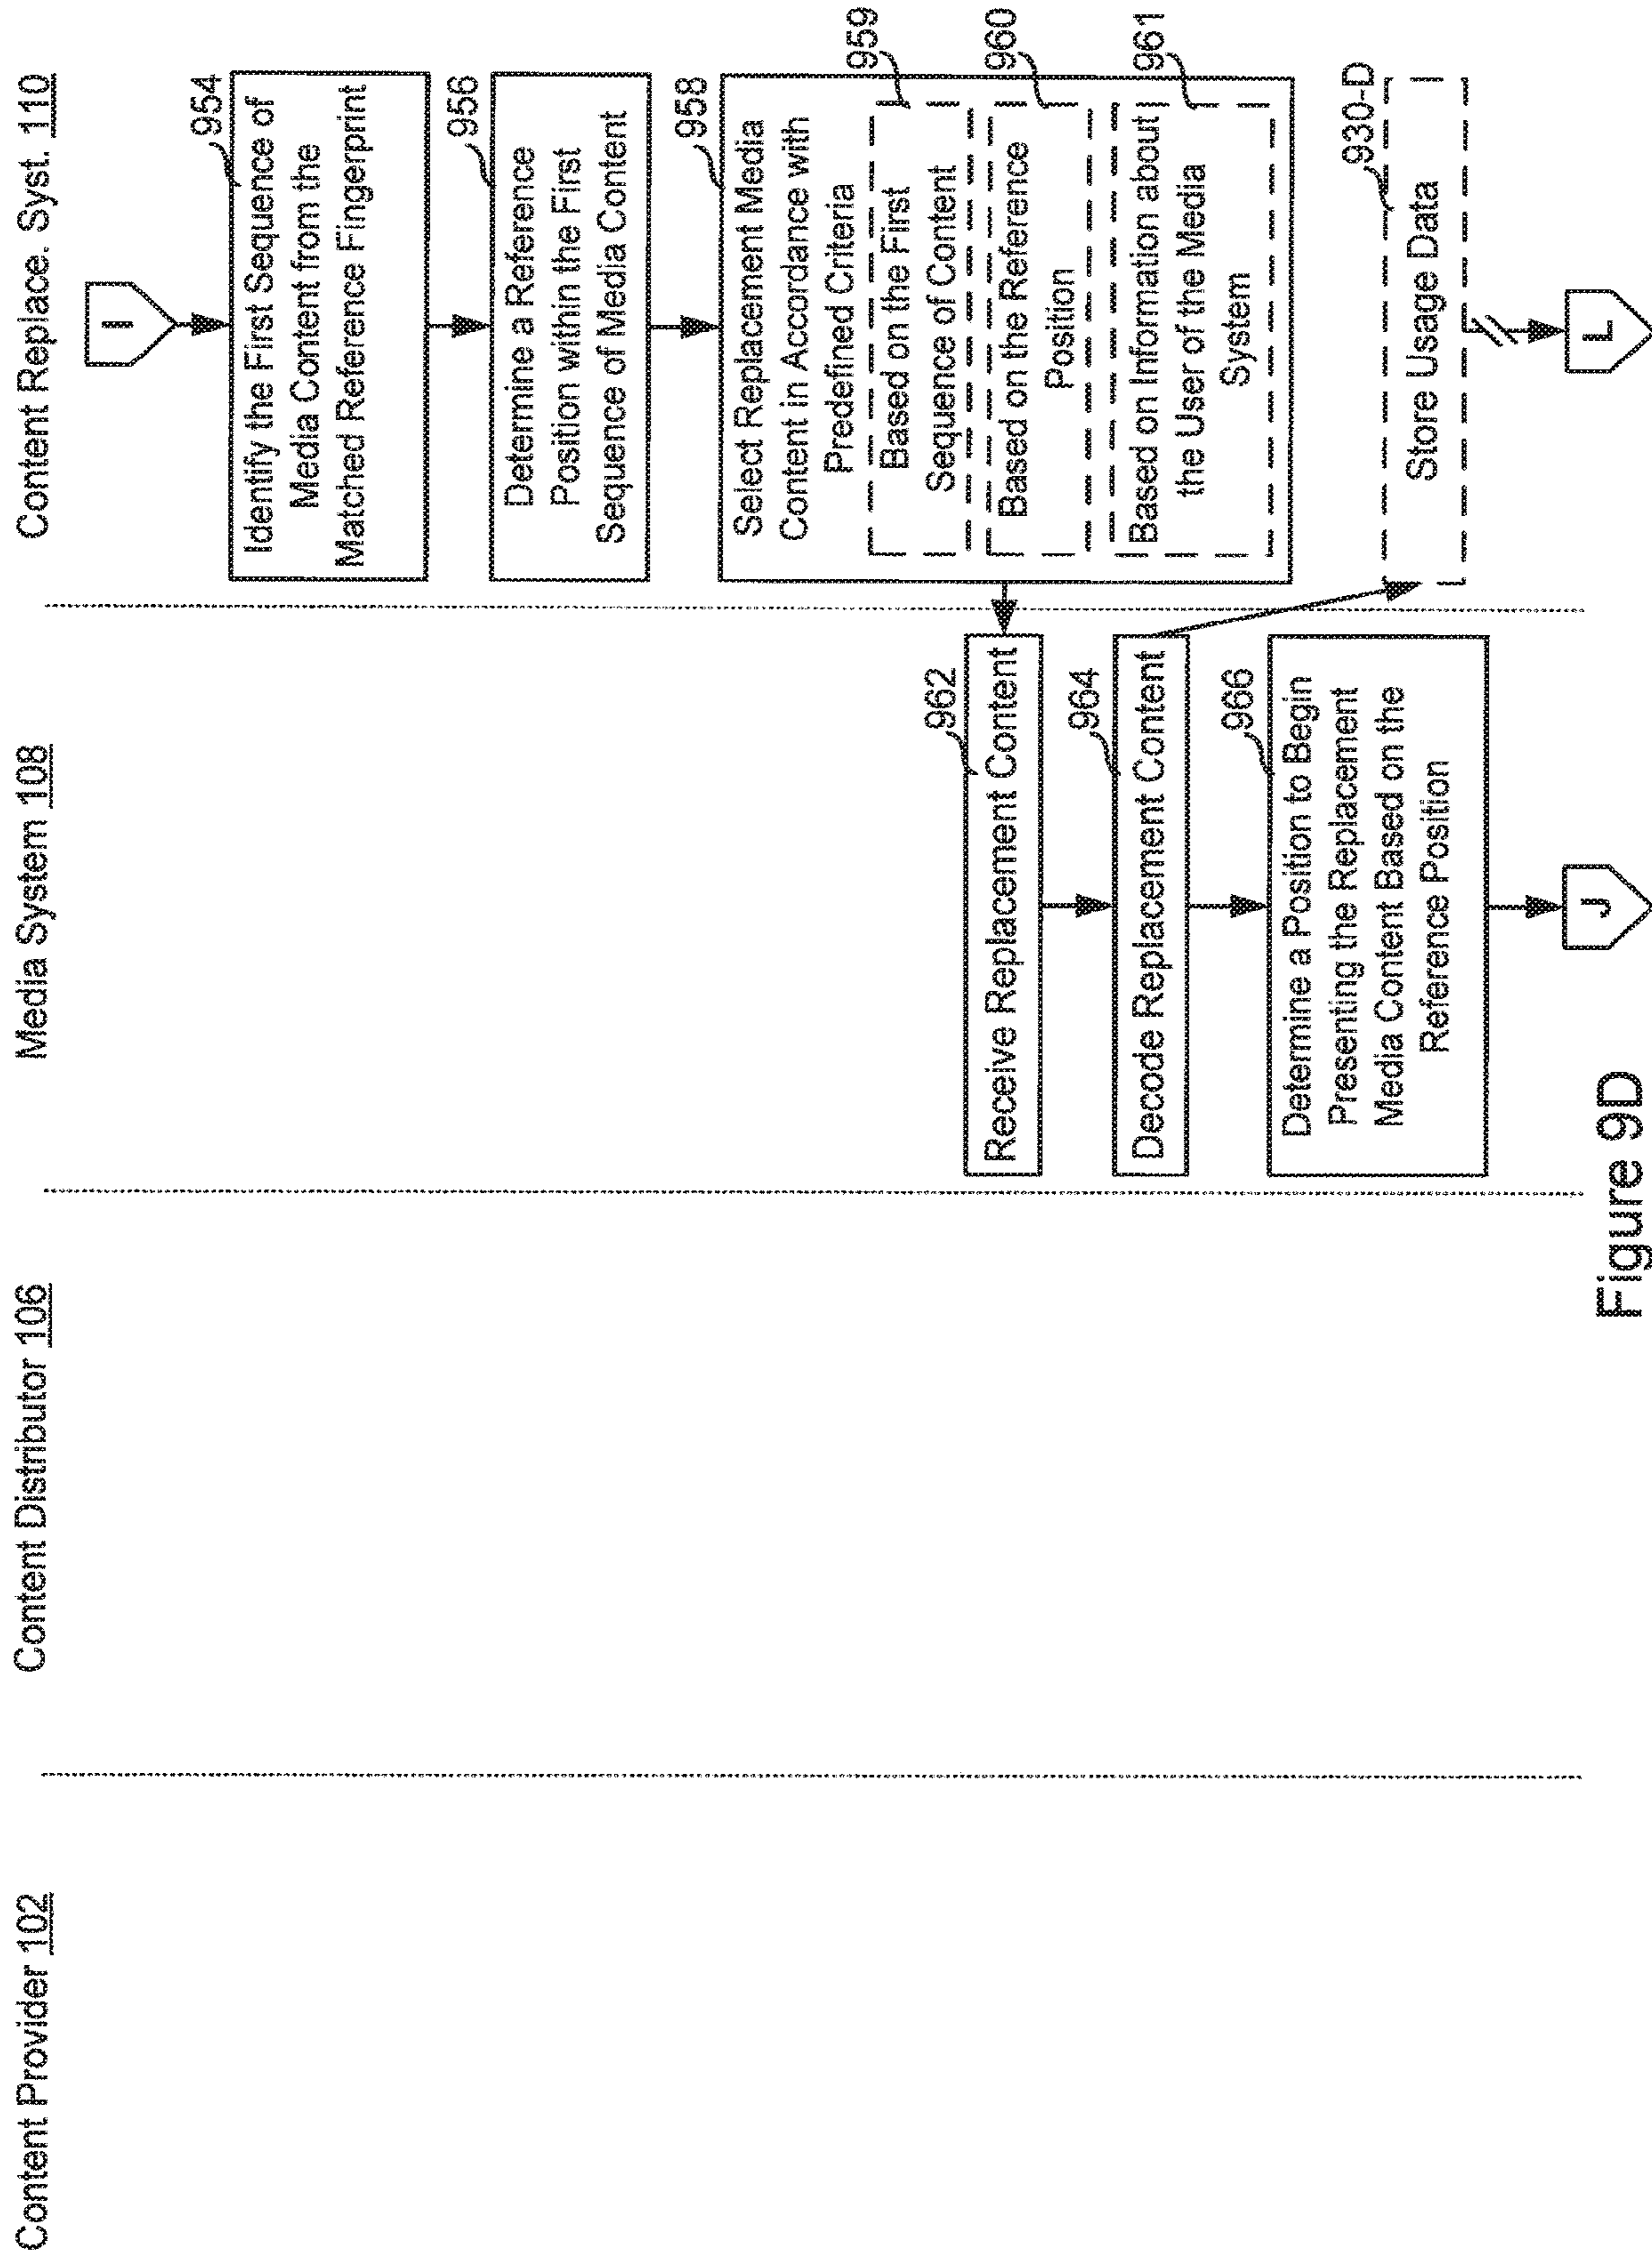 Content Provider 102
Content Distributor 106
Media System 108
Content Replace. Syst. 110
I
954
Identify the First Sequence of
Media Content from the
Matched Reference Fingerprint
956
Determine a Reference
Position within the First
Sequence of Media Content
958
Select Replacement Media
Content in Accordance with
Predefined Criteria
959
Based on the First
Sequence of Content
960
Based on the Reference
Position
961
Based on Information about
the User of the Media
System
962
Receive Replacement Content
964
Decode Replacement Content
966
Determine a Position to Begin
Presenting the Replacement
Media Content Based on the
Reference Position
930-D
Store Usage Data
J
L
Figure 9D